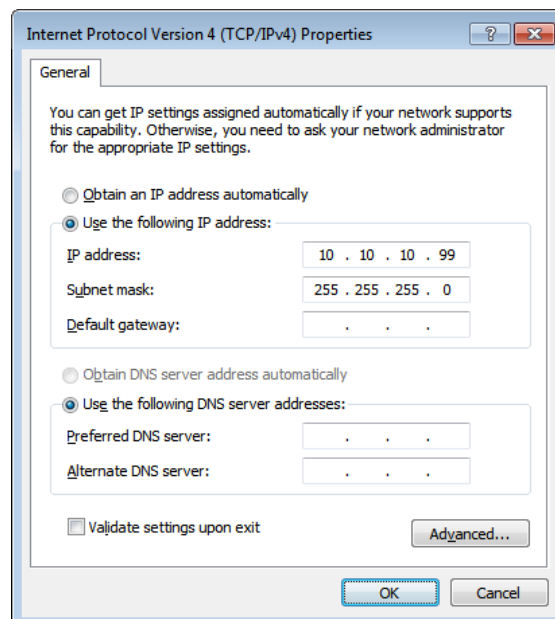 Internet Protocol Version 4 (TCP/IPv4) Properties
General
You can get IP settings assigned automatically if your network supports
this capability. Otherwise, you need to ask your network administrator
for the appropriate IP settings.
Obtain an IP address automatically
Use the following IP address:
IP address: 10 . 10 . 10 . 99
Subnet mask: 255 . 255 . 255 . 0
Default gateway: . . .
Obtain DNS server address automatically
Use the following DNS server addresses:
Preferred DNS server: . . .
Alternate DNS server: . . .
Validate settings upon exit
Advanced...
OK Cancel